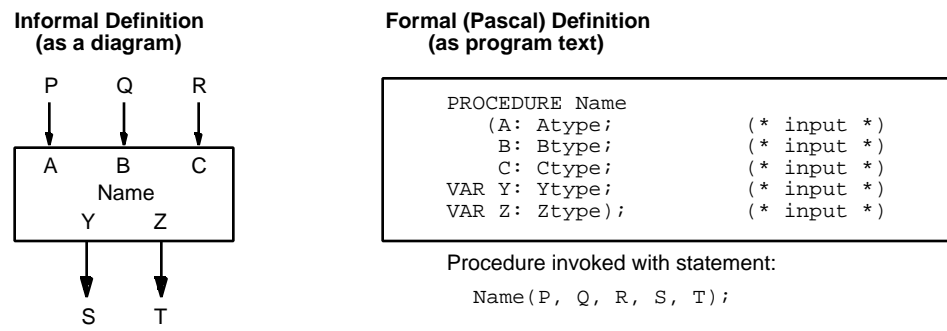 Informal Definition
(as a diagram)
P Q R
A B C
Name
Y Z
S T
Formal (Pascal) Definition
(as program text)
PROCEDURE Name
(A: Atype; (* input *)
B: Btype; (* input *)
C: Ctype; (* input *)
VAR Y: Ytype; (* input *)
VAR Z: Ztype); (* input *)
Procedure invoked with statement:
Name(P, Q, R, S, T);